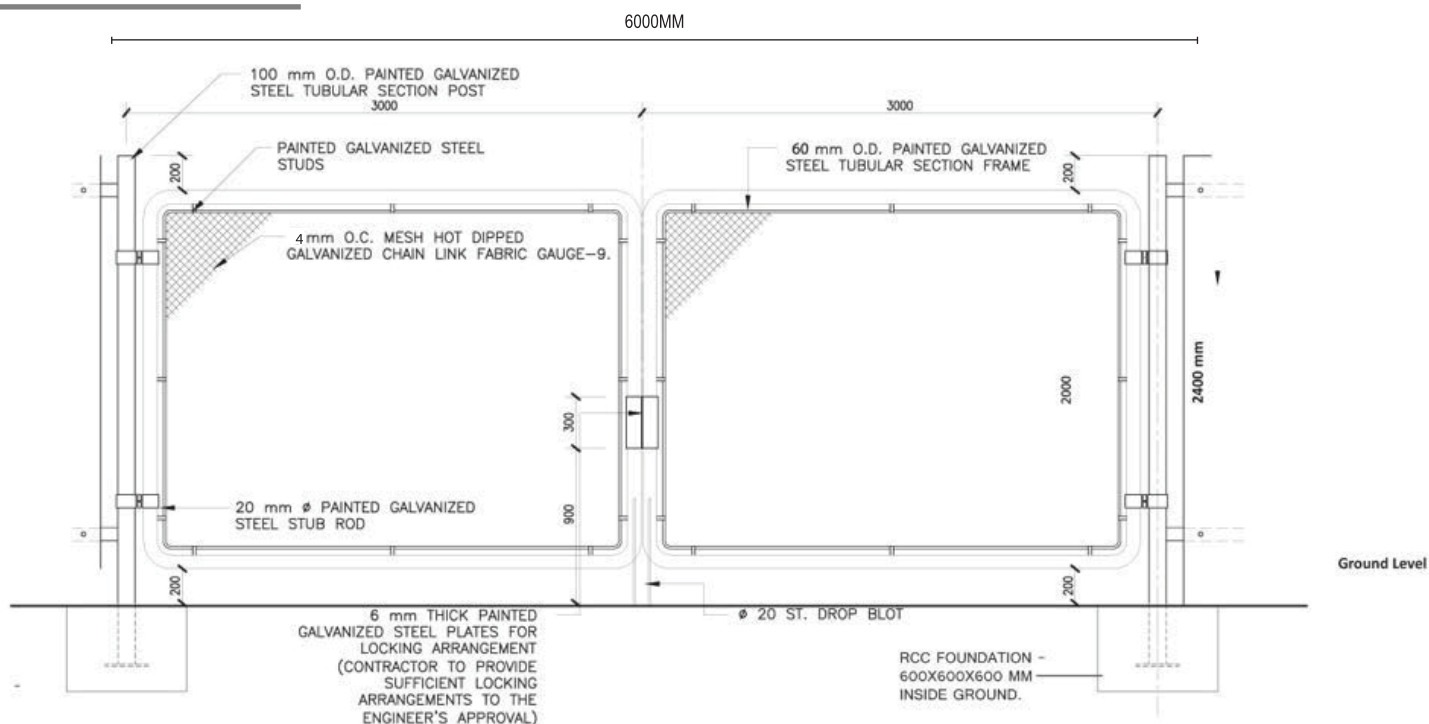 6000MM
100 mm O.D. PAINTED GALVANIZED
STEEL TUBULAR SECTION POST
3000
3000
PAINTED GALVANIZED STEEL
STUDS
60 mm O.D. PAINTED GALVANIZED
STEEL TUBULAR SECTION FRAME
200
200
4mm O.C. MESH HOT DIPPED
GALVANIZED CHAIN LINK FABRIC GAUGE-9.
2000
2400 mm
300
900
20 mm ø PAINTED GALVANIZED
STEEL STUB ROD
Ground Level
200
200
6 mm THICK PAINTED
GALVANIZED STEEL PLATES FOR
LOCKING ARRANGEMENT
(CONTRACTOR TO PROVIDE
SUFFICIENT LOCKING
ARRANGEMENTS TO THE
ENGINEER'S APPROVAL)
ø 20 ST. DROP BLOT
RCC FOUNDATION -
600X600X600 MM
INSIDE GROUND.